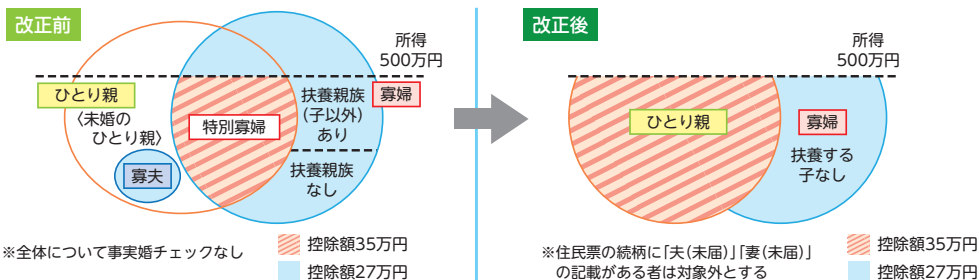 改正前
所得
500万円
ひとり親
〈未婚の
ひとり親〉
寡夫
特別寡婦
扶養親族
(子以外)
あり
寡婦
扶養親族
なし
※全体について事実婚チェックなし
控除額35万円
控除額27万円
改正後
所得
500万円
ひとり親
寡婦
扶養する
子なし
※住民票の続柄に「夫(未届)」「妻(未届)」
の記載がある者は対象外とする
控除額35万円
控除額27万円